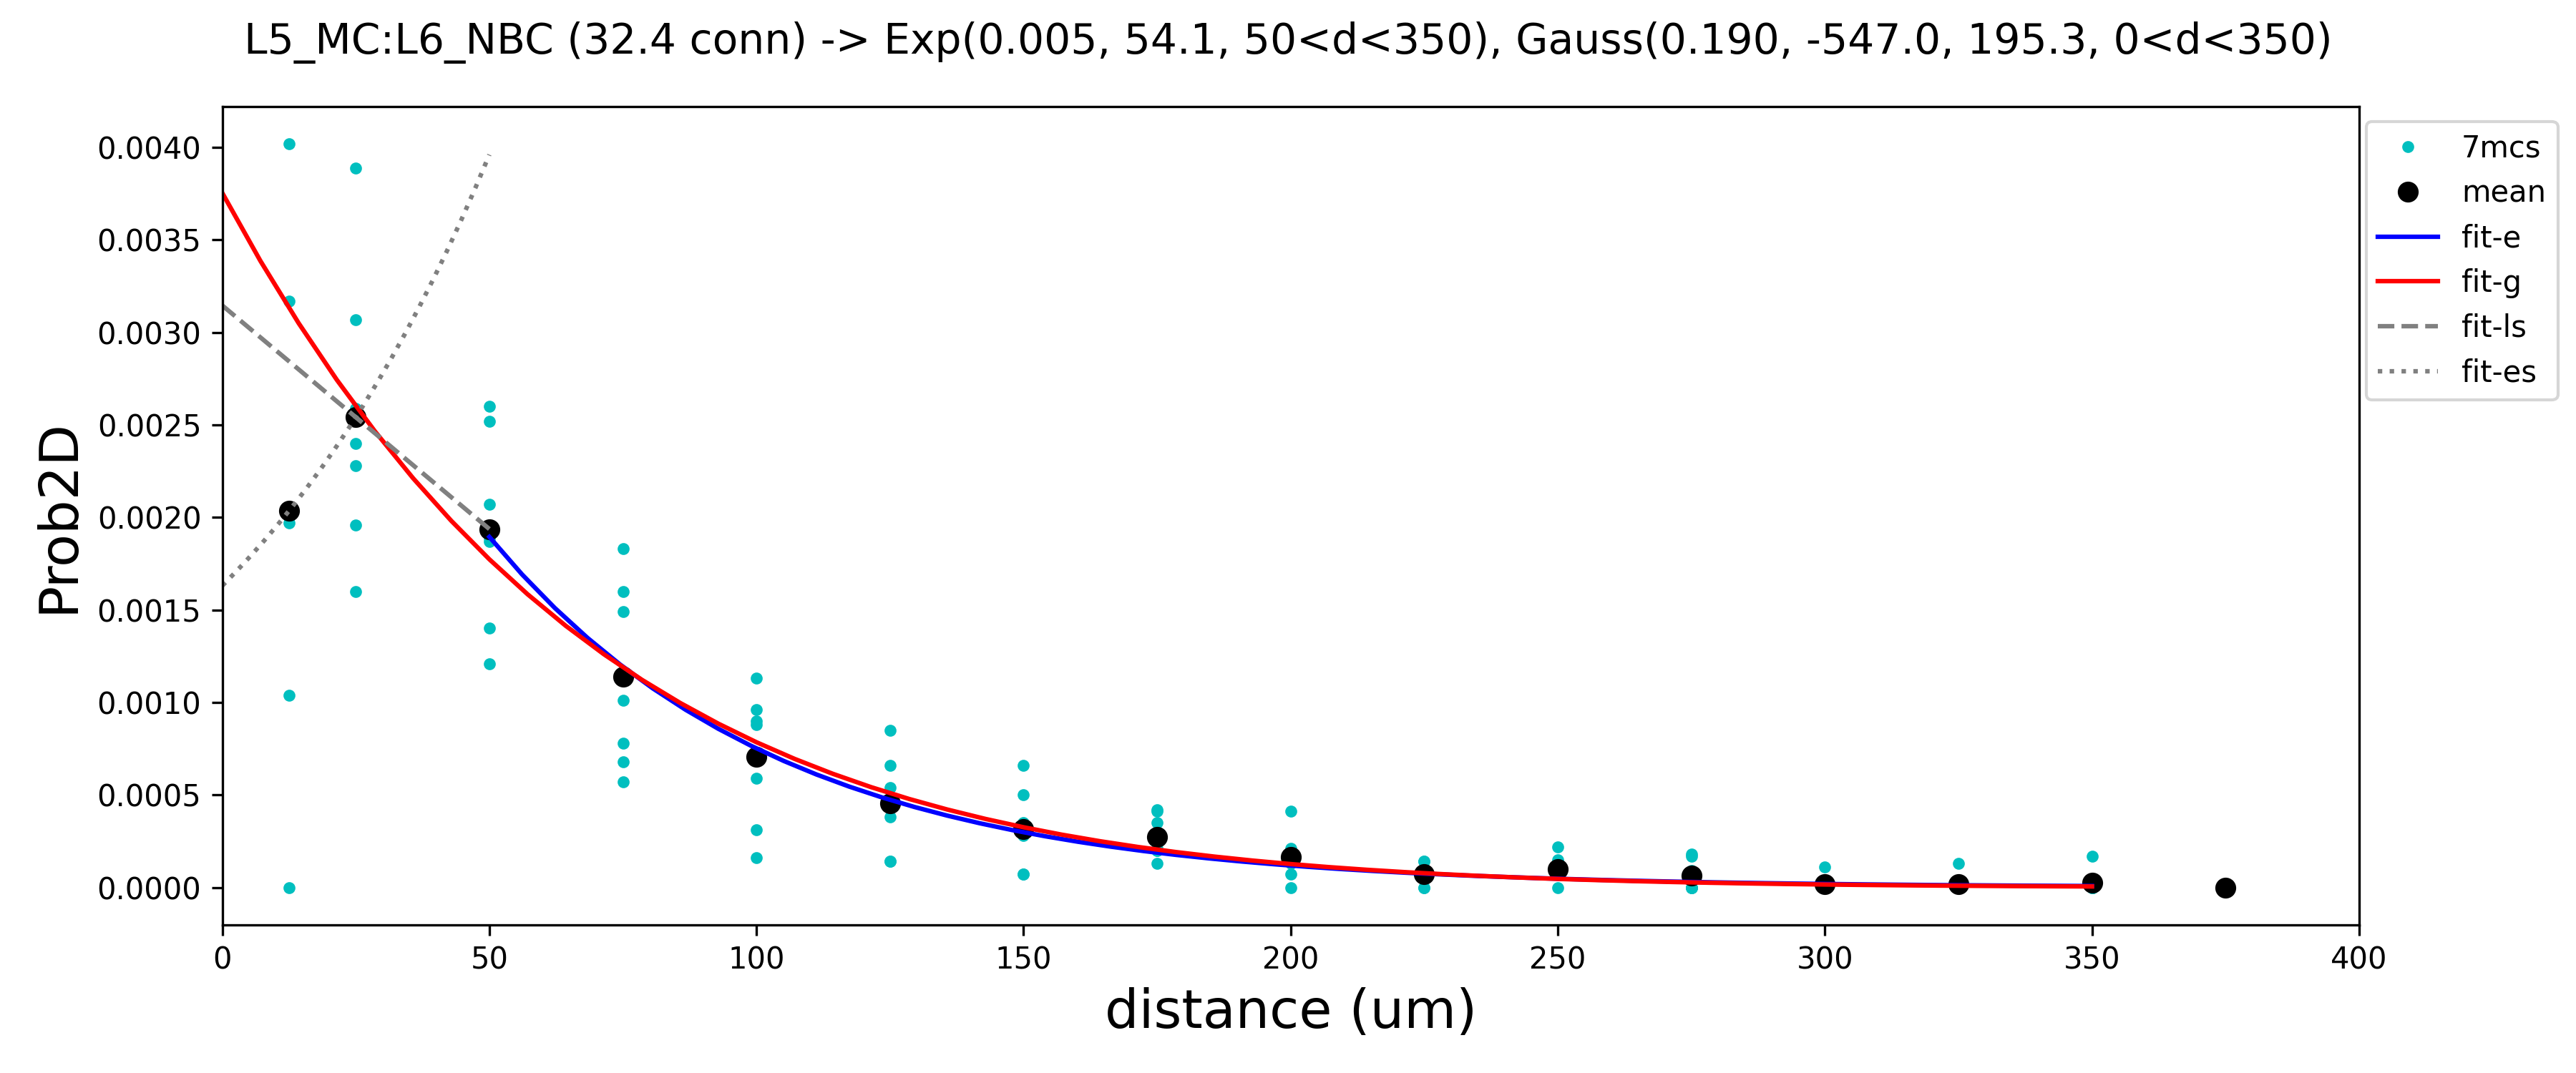 L5_MC:L6_NBC (32.4 conn) -> Exp(0.005, 54.1, 50<d<350), Gauss(0.190, -547.0, 195.3, 0<d<350)
0.0040
0.0035
0.0030
0.0025
0.0020
0.0015
0.0010
0.0005
0.0000
Prob2D
0 50 100 150 200 250 300 350 400
distance (um)
7mcs
mean
fit-e
fit-g
fit-ls
fit-es